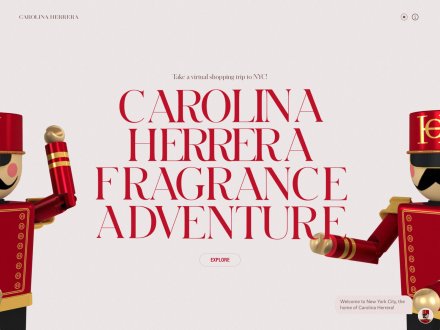 CAROLINA HERRERA
Take a virtual shopping trip to NYC!
CAROLINA
HERRERA
FRAGRANCE
ADVENTURE
EXPLORE
Welcome to New York City, the
home of Carolina Herrera!